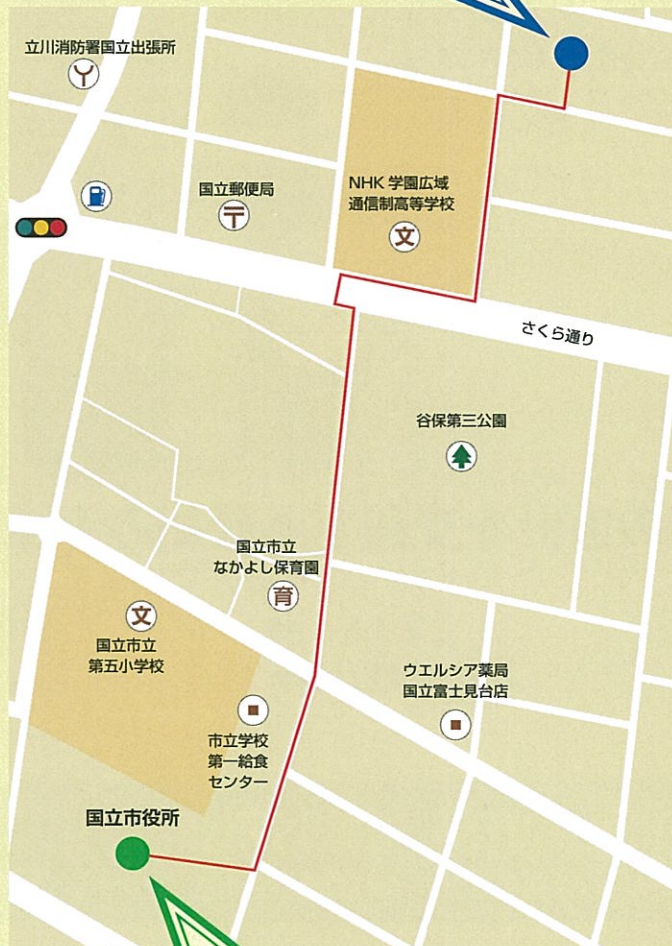 立川消防署国立出張所
国立郵便局
〒
NHK 学園広域
通信制高等学校
文
さくら通り
谷保第三公園
国立市立
なかよし保育園
育
文
国立市立
第五小学校
ウエルシア薬局
国立富士見台店
市立学校
第一給食
センター
国立市役所